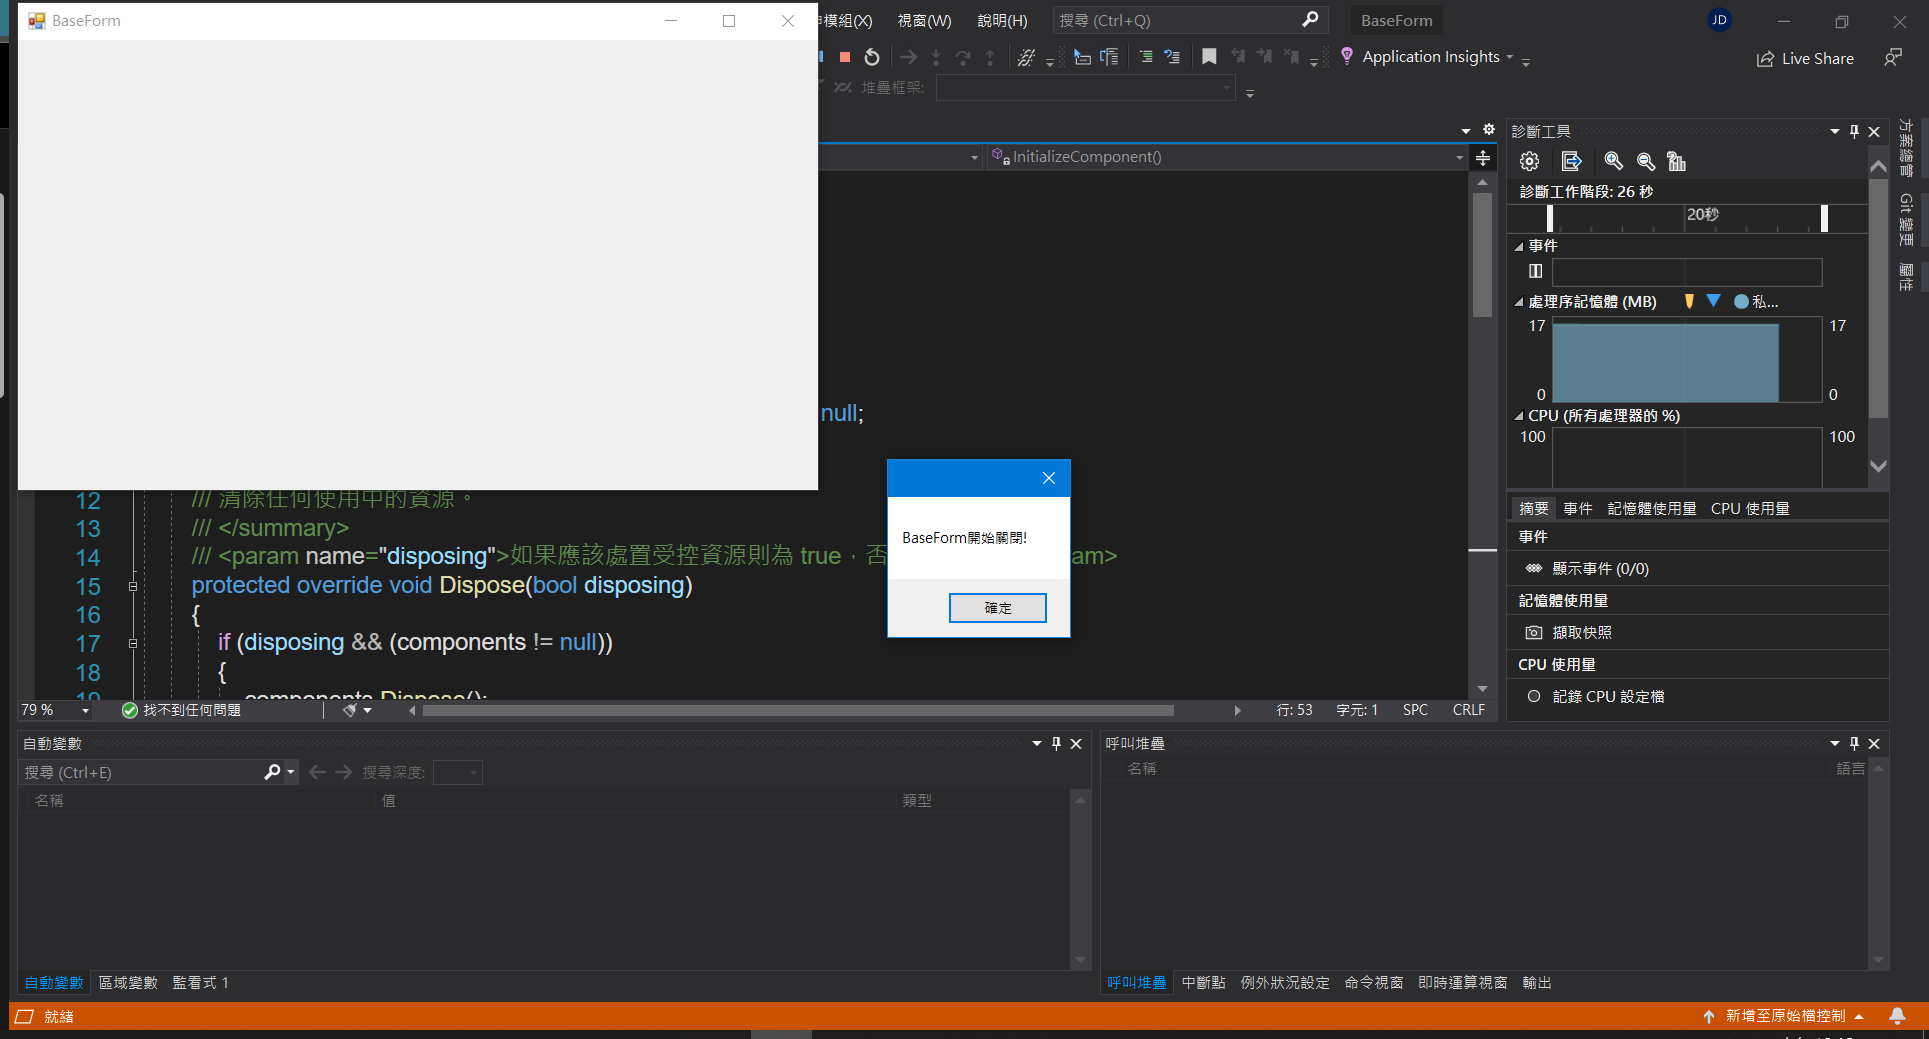 BaseForm
模組(X) 視窗(W) 說明(H) 搜尋 (Ctrl+Q) BaseForm JD
Application Insights Live Share
堆疊框架:
InitializeComponent()
null;
12 /// 清除任何使用中的資源。
13 /// </summary>
14 /// <param name="disposing">如果應該處置受控資源則為 true，否 am>
15 protected override void Dispose(bool disposing)
16 {
17 if (disposing && (components != null))
18 {
19 components.Dispose();
BaseForm開始關閉!
確定
79 % 找不到任何問題 行: 53 字元: 1 SPC CRLF
診斷工具
診斷工作階段: 26 秒
20秒
事件
處理序記憶體 (MB) 私...
17 17
0 0
CPU (所有處理器的 %)
100 100
摘要 事件 記憶體使用量 CPU 使用量
事件
顯示事件 (0/0)
記憶體使用量
擷取快照
CPU 使用量
記錄 CPU 設定檔
方案總管
Git 變更
屬性
自動變數
搜尋 (Ctrl+E) 搜尋深度:
名稱 值 類型
自動變數 區域變數 監看式 1
呼叫堆疊
名稱 語言
呼叫堆疊 中斷點 例外狀況設定 命令視窗 即時運算視窗 輸出
就緒 新增至原始檔控制